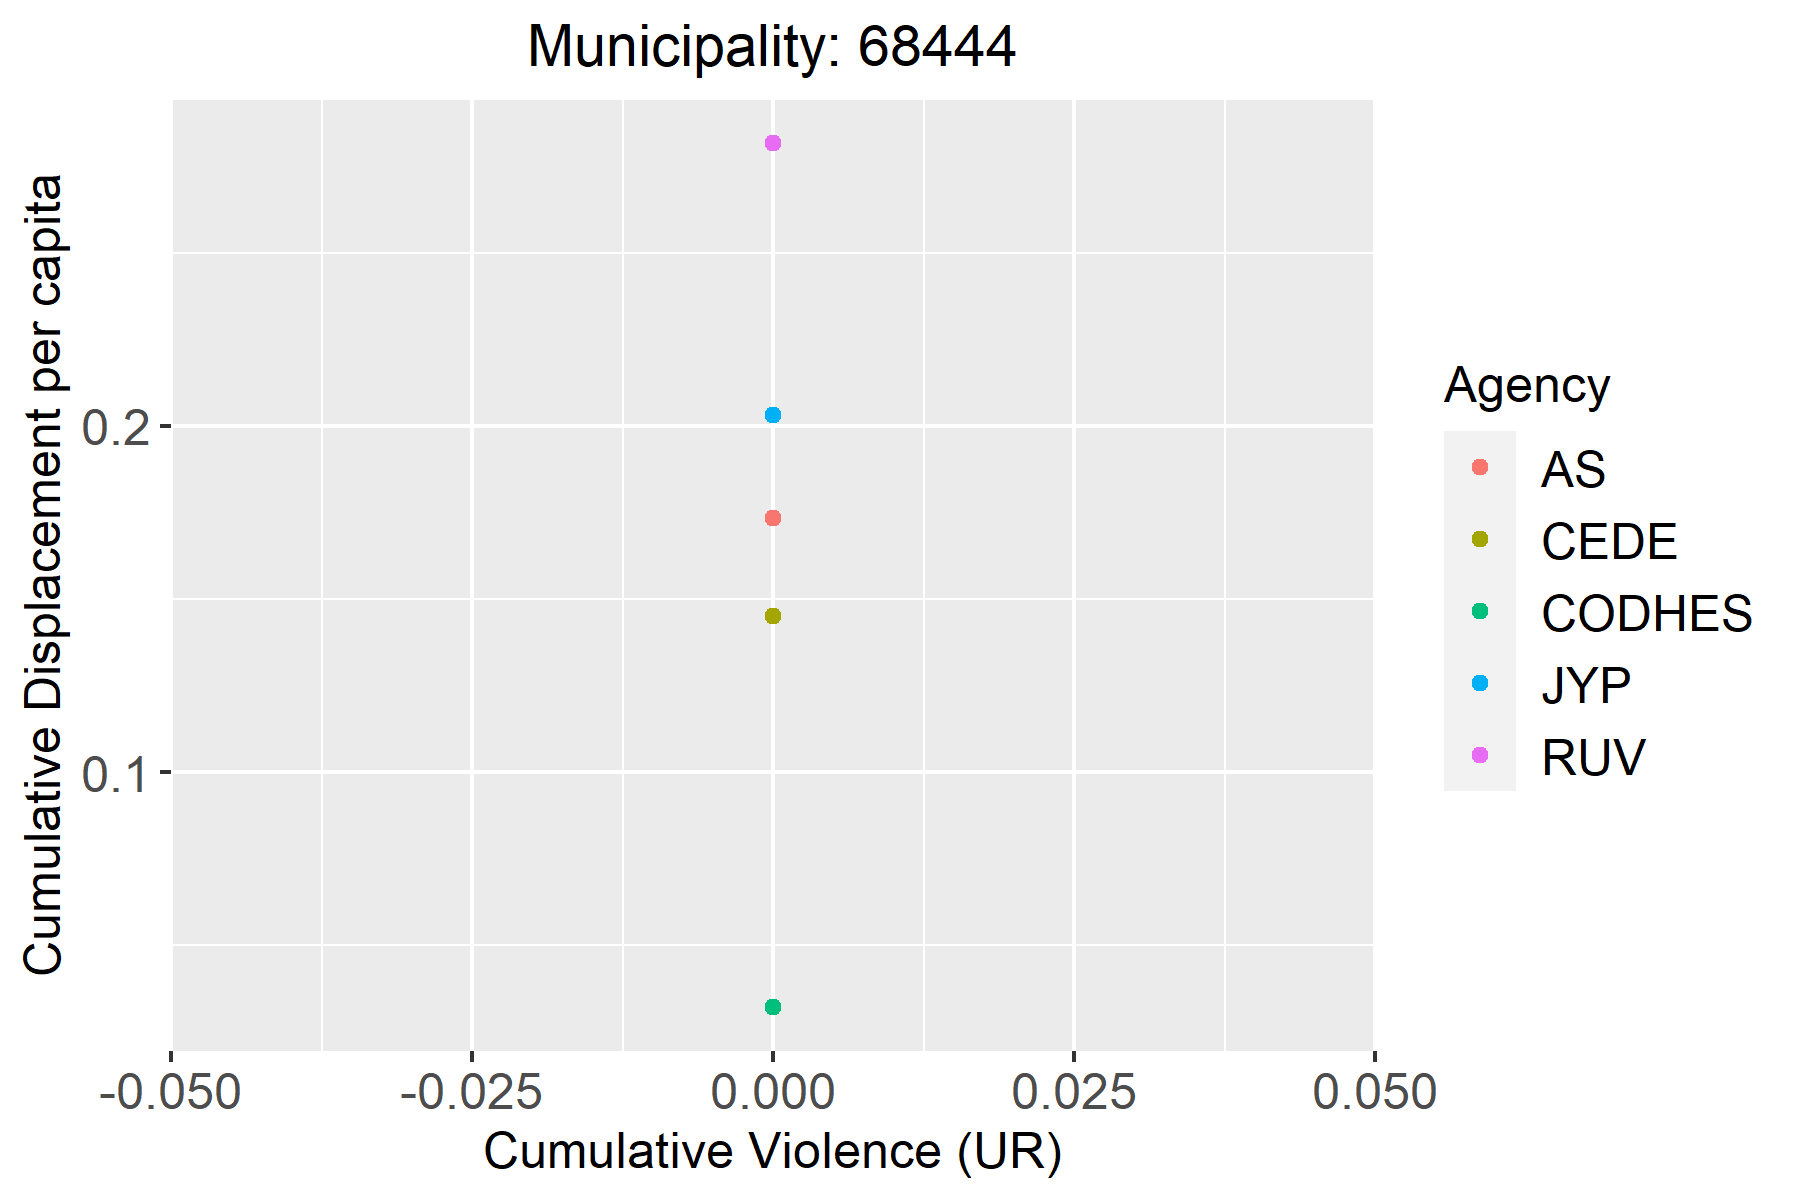 Municipality: 68444
Cumulative Displacement per capita
0.2
0.1
-0.050
-0.025
0.000
0.025
0.050
Cumulative Violence (UR)
Agency
AS
CEDE
CODHES
JYP
RUV